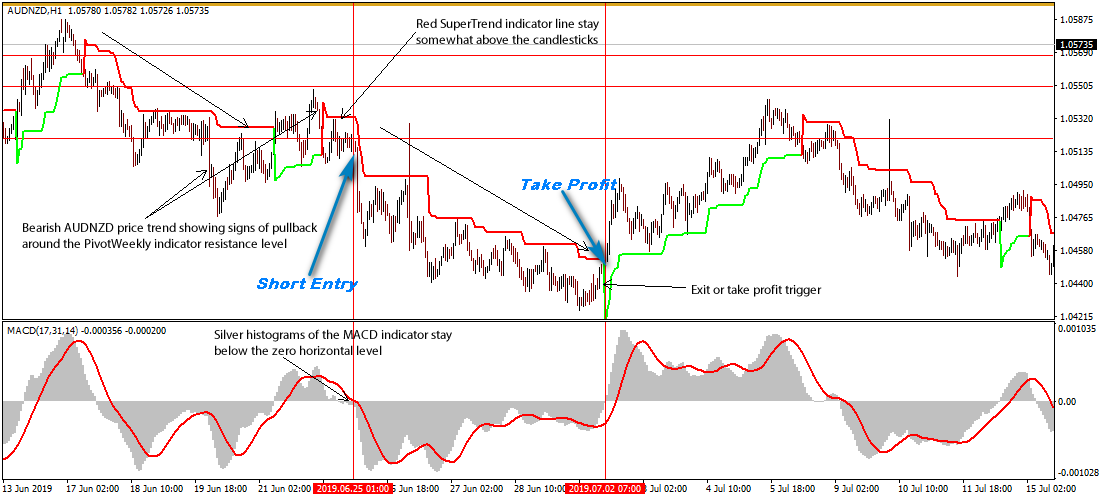 AUDNZD,H1 1.05780 1.05782 1.05726 1.05735
Red SuperTrend indicator line stay
somewhat above the candlesticks
1.05875
1.05735
1.05690
1.05505
1.05320
1.05135
1.04950
1.04765
1.04580
1.04400
1.04215
Take Profit
Bearish AUDNZD price trend showing signs of pullback
around the PivotWeekly indicator resistance level
Short Entry
Exit or take profit trigger
MACD(17,31,14) -0.000356 -0.000200
Silver histograms of the MACD indicator stay
below the zero horizontal level
0.001035
0.00
-0.001028
13 Jun 2019 17 Jun 02:00 18 Jun 10:00 19 Jun 18:00 21 Jun 02:00 2019.06.25 01:00 6 Jun 18:00 27 Jun 02:00 28 Jun 10:00 2019.07.02 07:00 Jul 18:00 4 Jul 02:00 5 Jul 18:00 9 Jul 02:00 10 Jul 10:00 11 Jul 18:00 15 Jul 02:00